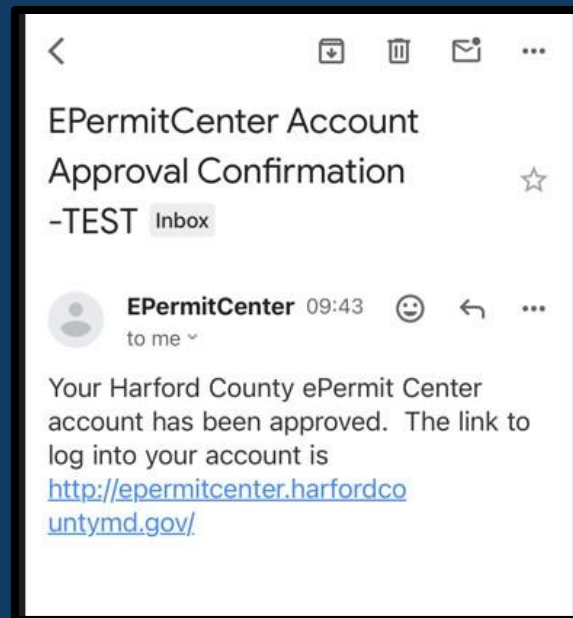 EPermitCenter Account
Approval Confirmation
-TEST Inbox
EPermitCenter 09:43
to me
Your Harford County ePermit Center
account has been approved.  The link to
log into your account is
http://epermitcenter.harfordco
untymd.gov/